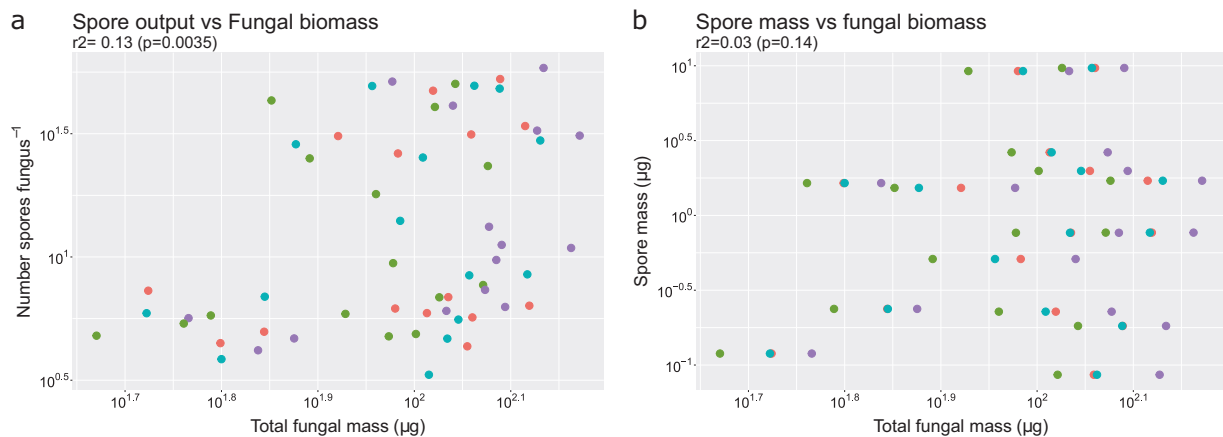 a
Spore output vs Fungal biomass
r2= 0.13 (p=0.0035)
Number spores fungus⁻¹
10^1.5
10^1
10^0.5
10^1.7
10^1.8
10^1.9
10^2
10^2.1
Total fungal mass (µg)
b
Spore mass vs fungal biomass
r2=0.03 (p=0.14)
Spore mass (µg)
10^1
10^0.5
10^0
10^−0.5
10^−1
10^1.7
10^1.8
10^1.9
10^2
10^2.1
Total fungal mass (µg)